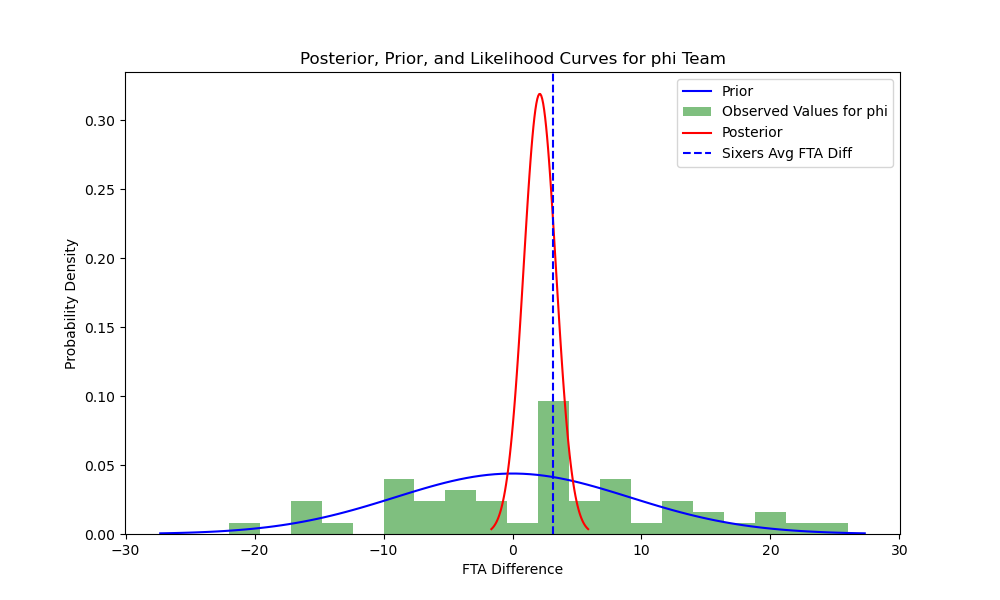 Posterior, Prior, and Likelihood Curves for phi Team
Prior
Observed Values for phi
Posterior
Sixers Avg FTA Diff
Probability Density
0.30
0.25
0.20
0.15
0.10
0.05
0.00
−30
−20
−10
0
10
20
30
FTA Difference